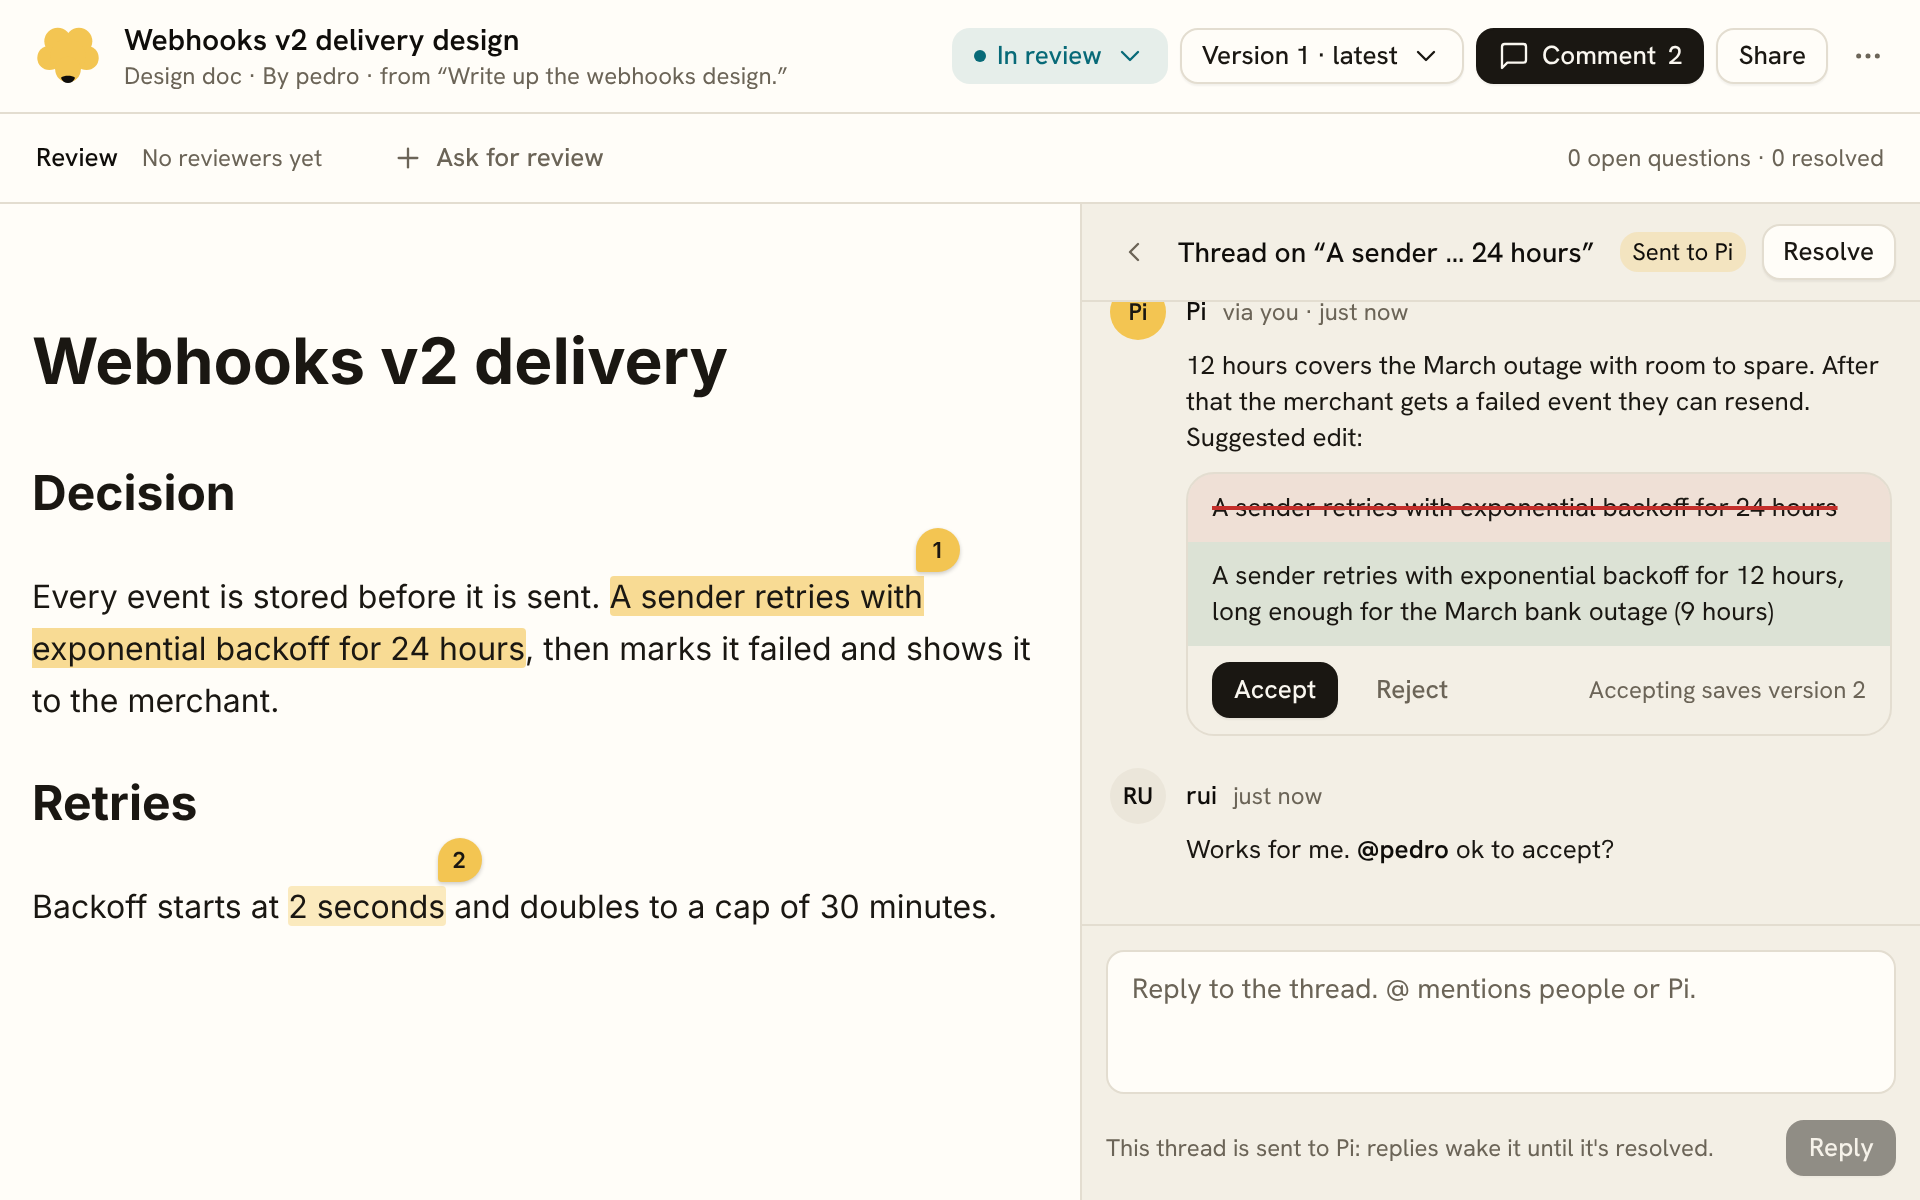 Webhooks v2 delivery design
Design doc · By pedro · from “Write up the webhooks design.”
In review
Version 1 · latest
Comment 2
Share
Review
No reviewers yet
Ask for review
0 open questions · 0 resolved
Webhooks v2 delivery
Decision
1
Every event is stored before it is sent. A sender retries with
exponential backoff for 24 hours, then marks it failed and shows it
to the merchant.
Retries
2
Backoff starts at 2 seconds and doubles to a cap of 30 minutes.
Thread on “A sender ... 24 hours”
Sent to Pi
Resolve
Pi
Pi via you · just now
12 hours covers the March outage with room to spare. After
that the merchant gets a failed event they can resend.
Suggested edit:
A sender retries with exponential backoff for 24 hours
A sender retries with exponential backoff for 12 hours,
long enough for the March bank outage (9 hours)
Accept
Reject
Accepting saves version 2
RU
rui just now
Works for me. @pedro ok to accept?
Reply to the thread. @ mentions people or Pi.
This thread is sent to Pi: replies wake it until it's resolved.
Reply